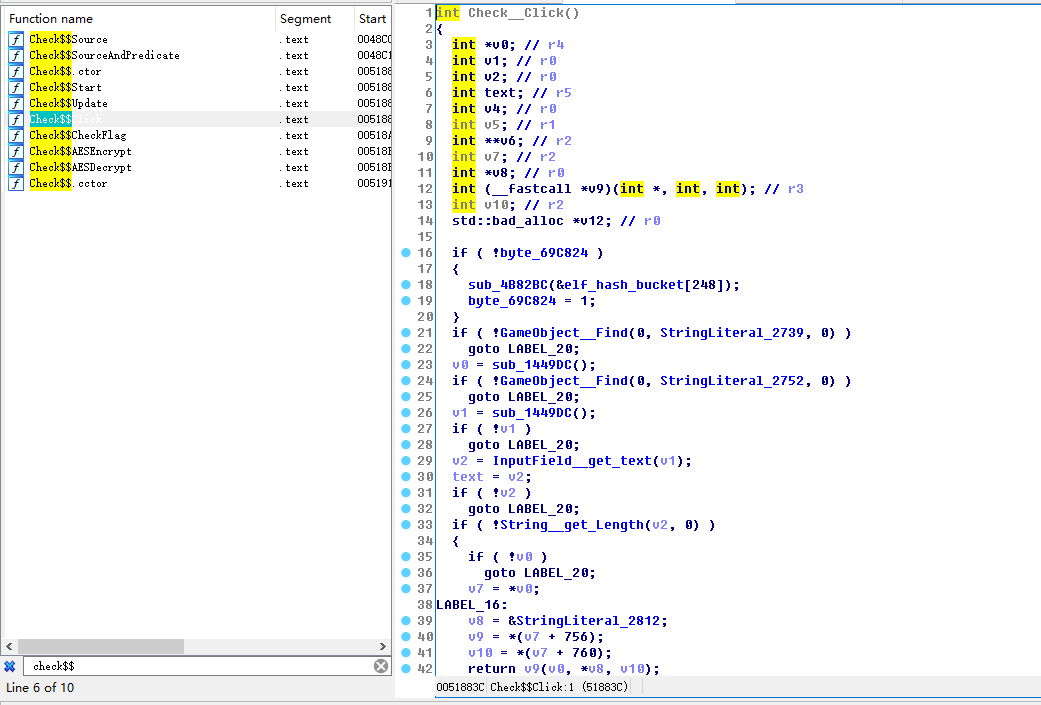 Function name Segment Start
f Check$$Source .text 0048C
f Check$$SourceAndPredicate .text 0048C1
f Check$$.ctor .text 005188
f Check$$Start .text 005188
f Check$$Update .text 005188
f Check$$Click .text 005188
f Check$$CheckFlag .text 00518A
f Check$$AESEncrypt .text 00518
f Check$$AESDecrypt .text 00518
f Check$$.cctor .text 005191
check$$
Line 6 of 10
1 int Check__Click()
2 {
3 int *v0; // r4
4 int v1; // r0
5 int v2; // r0
6 int text; // r5
7 int v4; // r0
8 int v5; // r1
9 int **v6; // r2
10 int v7; // r2
11 int *v8; // r0
12 int (__fastcall *v9)(int *, int, int); // r3
13 int v10; // r2
14 std::bad_alloc *v12; // r0
15
16 if ( !byte_69C824 )
17 {
18 sub_4B82BC(&elf_hash_bucket[248]);
19 byte_69C824 = 1;
20 }
21 if ( !GameObject__Find(0, StringLiteral_2739, 0) )
22 goto LABEL_20;
23 v0 = sub_1449DC();
24 if ( !GameObject__Find(0, StringLiteral_2752, 0) )
25 goto LABEL_20;
26 v1 = sub_1449DC();
27 if ( !v1 )
28 goto LABEL_20;
29 v2 = InputField__get_text(v1);
30 text = v2;
31 if ( !v2 )
32 goto LABEL_20;
33 if ( !String__get_Length(v2, 0) )
34 {
35 if ( !v0 )
36 goto LABEL_20;
37 v7 = *v0;
38 LABEL_16:
39 v8 = &StringLiteral_2812;
40 v9 = *(v7 + 756);
41 v10 = *(v7 + 760);
42 return v9(v0, *v8, v10);
0051883C Check$$Click:1 (51883C)